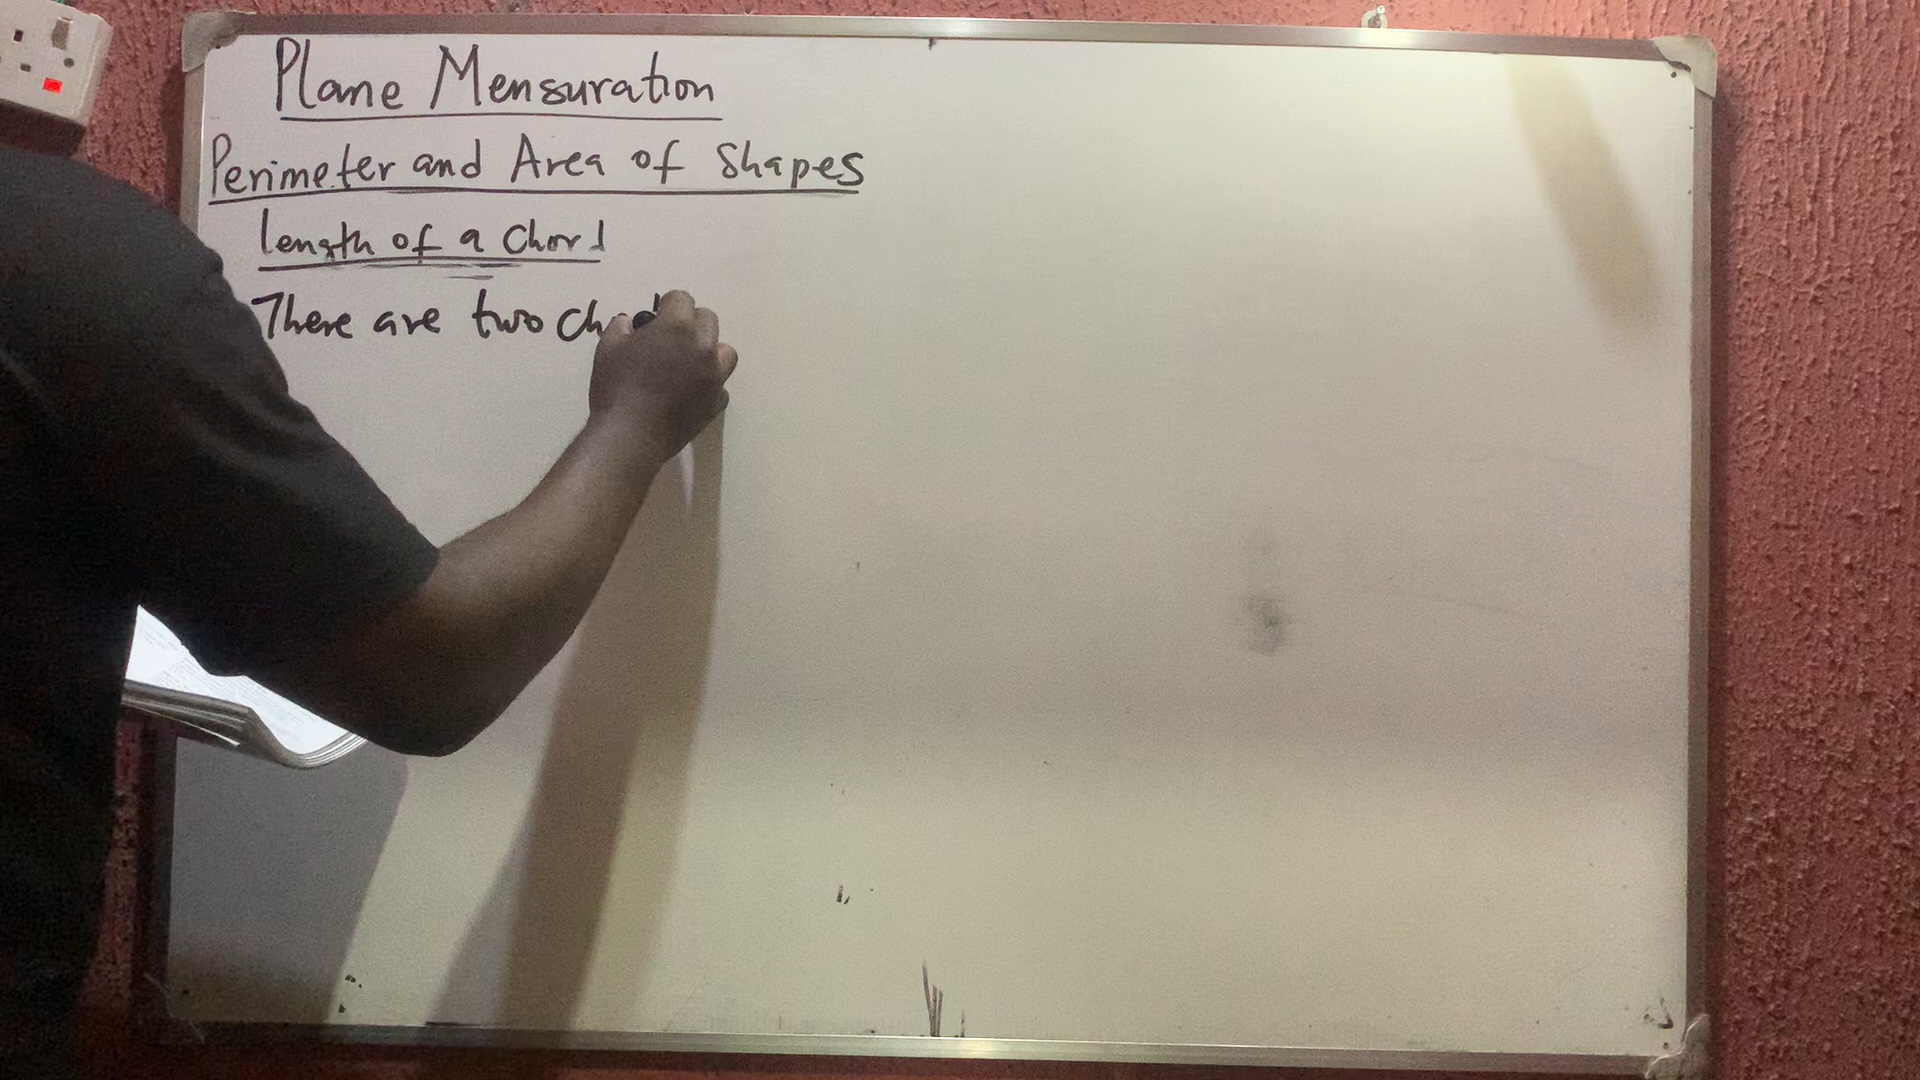 Plane Mensuration
Perimeter and Area of Shapes
Length of a Chord
There are two